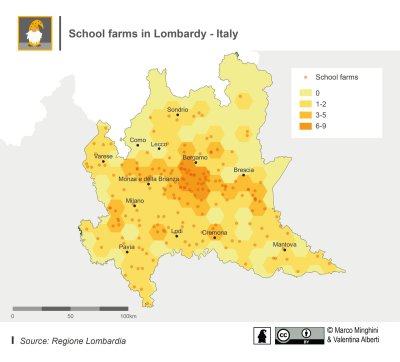 School farms in Lombardy - Italy
School farms
0
1-2
3-5
6-9
Sondrio
Como
Lecco
Varese
Bergamo
Monza e della Brianza
Brescia
Milano
Lodi
Cremona
Pavia
Mantova
0
50
100km
Source: Regione Lombardia
CC
BY
© Marco Minghini
& Valentina Alberti